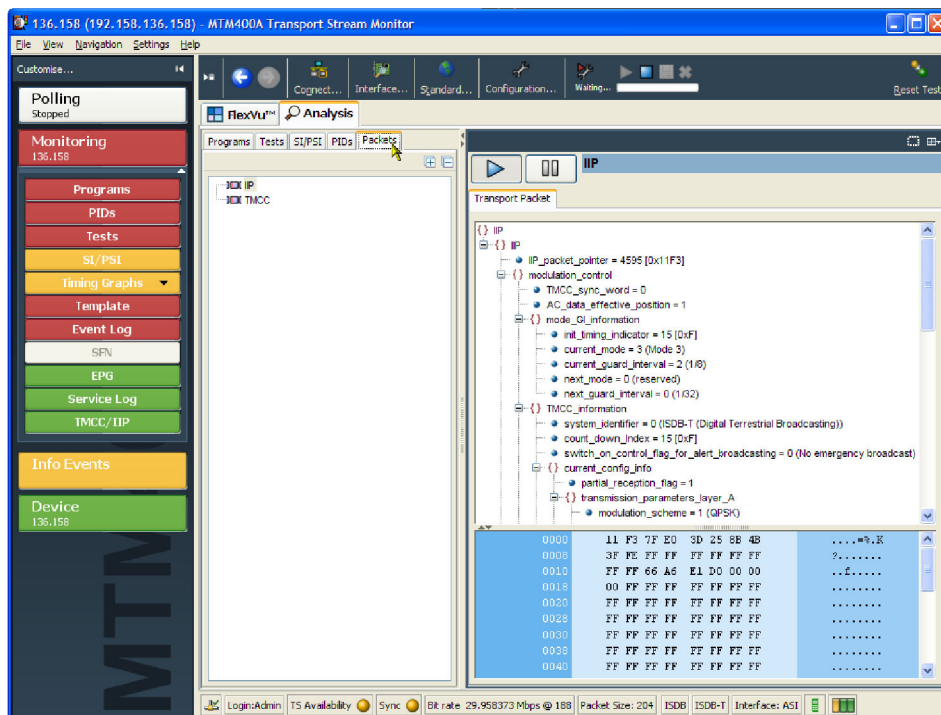 136.158 (192.158.136.158) - MTM400A Transport Stream Monitor
File View Navigation Settings Help
Customise...
Connect... Interface... Standard... Configuration... Waiting... Reset Test
Polling
Stopped
FlexVu™ Analysis
Monitoring
136.158
Programs Tests SI/PSI PIDs Packets
Programs
PIDs
Tests
SI/PSI
Timing Graphs
Template
Event Log
SFN
EPG
Service Log
TMCC/IIP
Info Events
Device
136.158
MTM
IIP
TMCC
IIP
Transport Packet
{} IIP
{} IIP
IIP_packet_pointer = 4595 [0x11F3]
{} modulation_control
TMCC_sync_word = 0
AC_data_effective_position = 1
{} mode_GI_information
init_timing_indicator = 15 [0xF]
current_mode = 3 (Mode 3)
current_guard_interval = 2 (1/8)
next_mode = 0 (reserved)
next_guard_interval = 0 (1/32)
{} TMCC_information
system_identifier = 0 (ISDB-T (Digital Terrestrial Broadcasting))
count_down_Index = 15 [0xF]
switch_on_control_flag_for_alert_broadcasting = 0 (No emergency broadcast)
{} current_config_info
partial_reception_flag = 1
{} transmission_parameters_layer_A
modulation_scheme = 1 (QPSK)
0000 11 F3 7F E0 3D 25 8B 4B ....=%.K
0008 3F FE FF FF FF FF FF FF ?.......
0010 FF FF 66 A6 E1 D0 00 00 ..f.....
0018 00 FF FF FF FF FF FF FF ........
0020 FF FF FF FF FF FF FF FF ........
0028 FF FF FF FF FF FF FF FF ........
0030 FF FF FF FF FF FF FF FF ........
0038 FF FF FF FF FF FF FF FF ........
0040 FF FF FF FF FF FF FF FF ........
Login:Admin TS Availability Sync Bit rate 29.958373 Mbps @ 188 Packet Size: 204 ISDB ISDB-T Interface: ASI